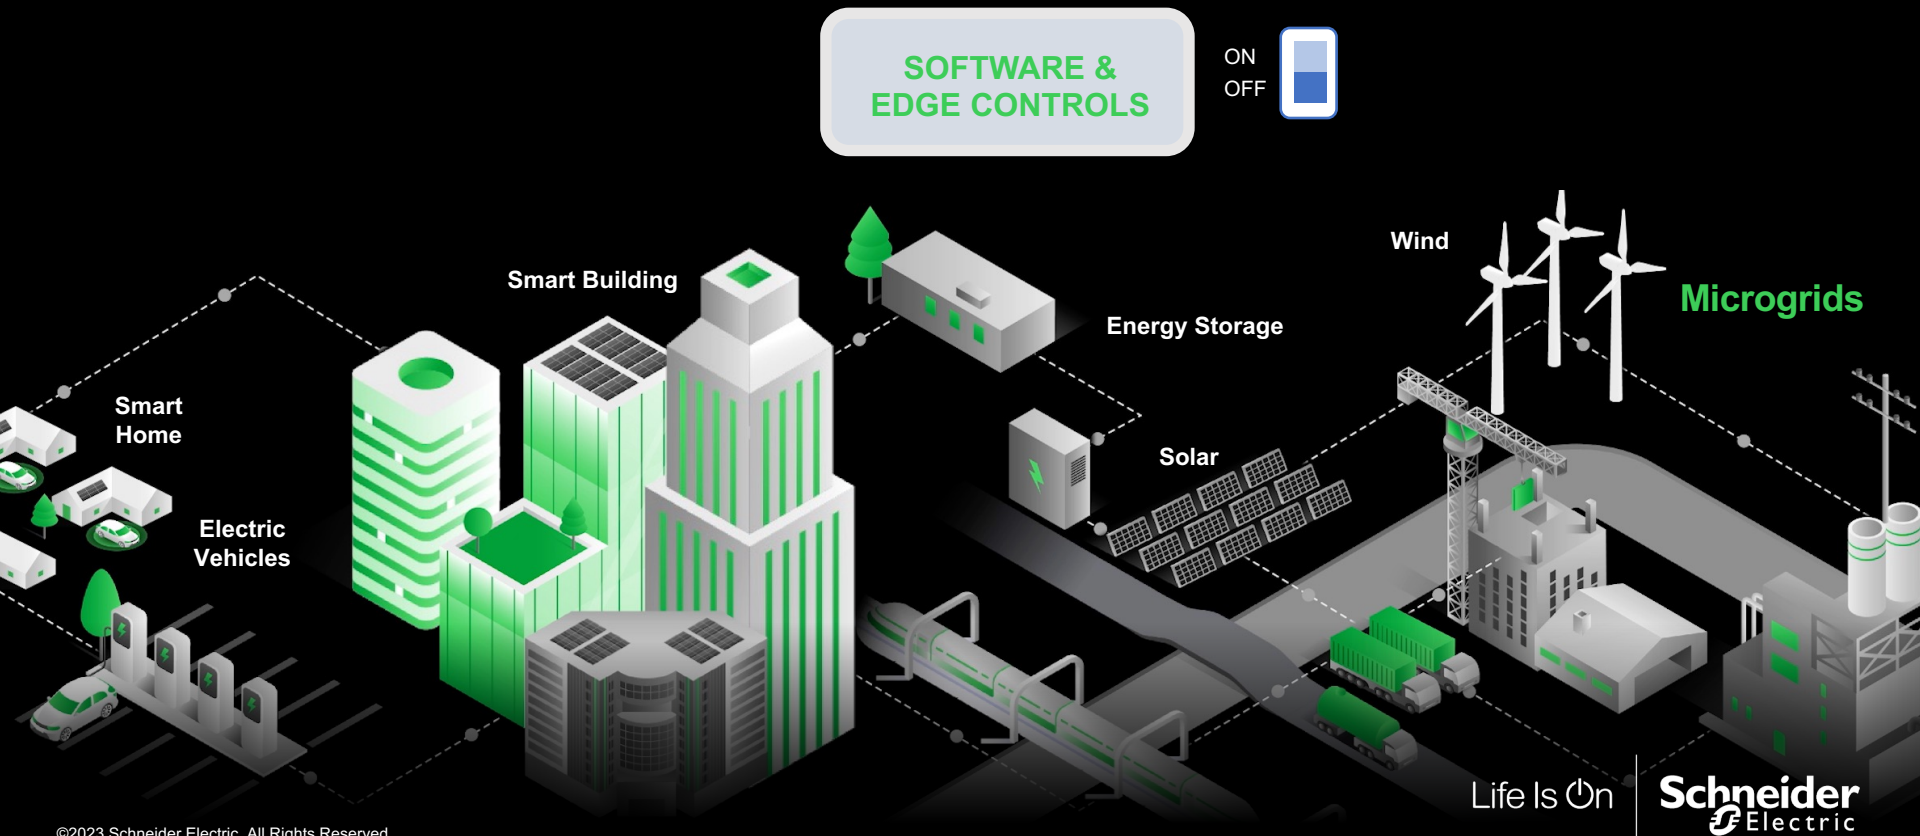 SOFTWARE &
EDGE CONTROLS
ON
OFF
Wind
Smart Building
Microgrids
Energy Storage
Smart
Home
Solar
Electric
Vehicles
Life Is On
Schneider
Electric
©2023 Schneider Electric. All Rights Reserved